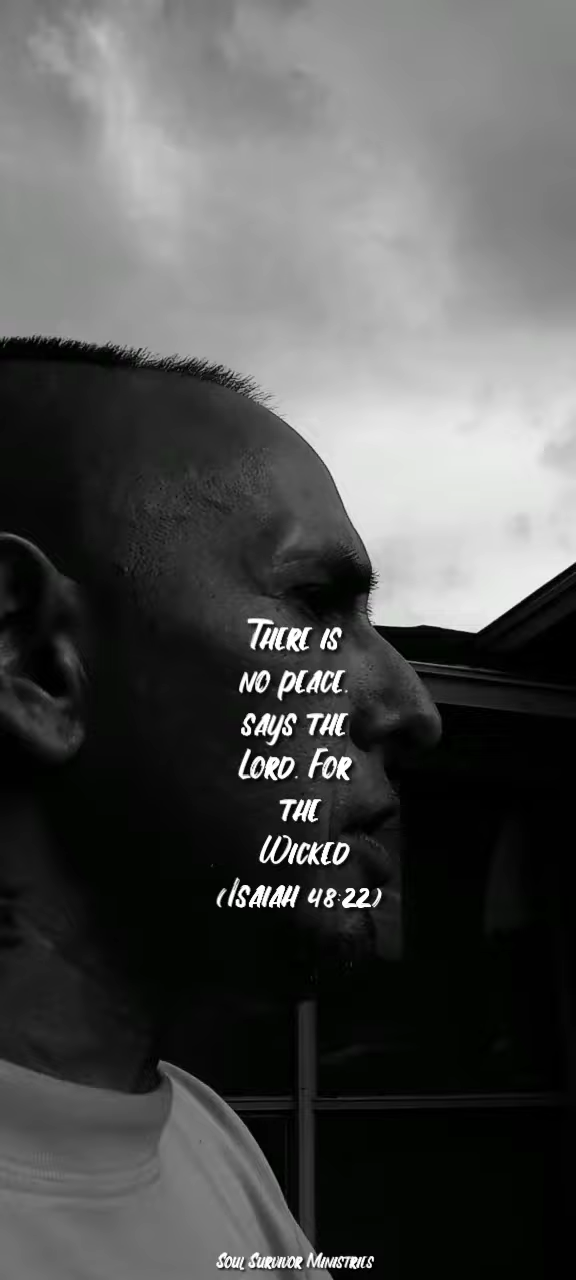 There is
no peace.
says the
Lord. For
the
Wicked
(Isaiah 48:22)
Soul Survivor Ministries